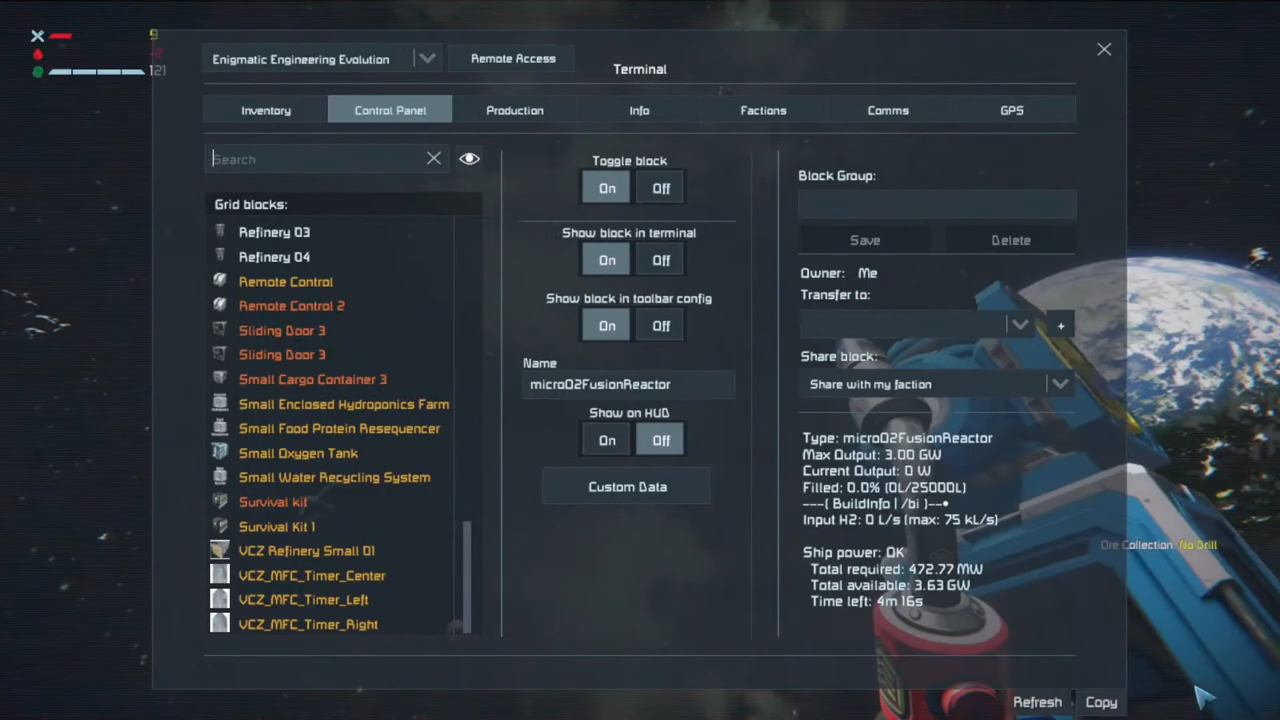 9
-2
121
Enigmatic Engineering Evolution
Remote Access
Terminal
Inventory
Control Panel
Production
Info
Factions
Comms
GPS
Search
Grid blocks:
Refinery 03
Refinery 04
Remote Control
Remote Control 2
Sliding Door 3
Sliding Door 3
Small Cargo Container 3
Small Enclosed Hydroponics Farm
Small Food Protein Resequencer
Small Oxygen Tank
Small Water Recycling System
Survival kit
Survival Kit 1
VCZ Refinery Small 01
VCZ_MFC_Timer_Center
VCZ_MFC_Timer_Left
VCZ_MFC_Timer_Right
Toggle block
On Off
Show block in terminal
On Off
Show block in toolbar config
On Off
Name
microO2FusionReactor
Show on HUD
On Off
Custom Data
Block Group:
Save Delete
Owner: Me
Transfer to:
+
Share block:
Share with my faction
Type: microO2FusionReactor
Max Output: 3.00 GW
Current Output: 0 W
Filled: 0.0% (0L/25000L)
---( BuildInfo | /bi )--•
Input H2: 0 L/s (max: 75 kL/s)
Ship power: OK
Total required: 472.77 MW
Total available: 3.63 GW
Time left: 4m 16s
Ore Collection: No Drill
Refresh
Copy